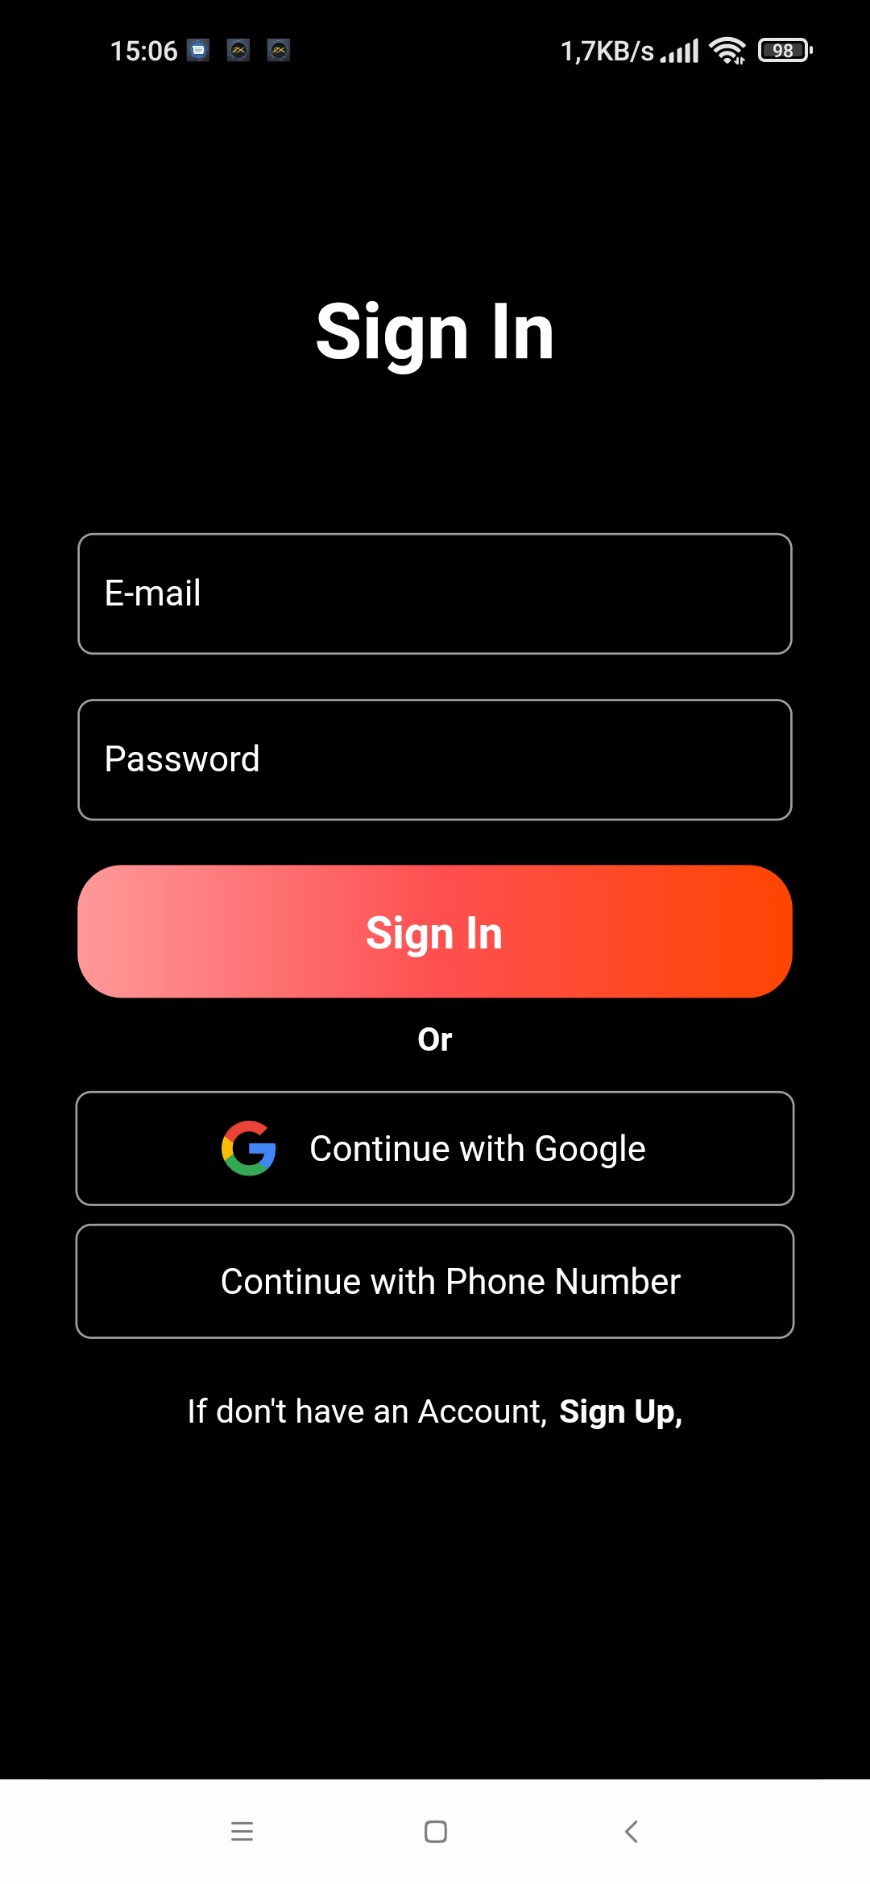 15:06 1,7KB/s 98
Sign In
E-mail
Password
Sign In
Or
Continue with Google
Continue with Phone Number
If don't have an Account, Sign Up,